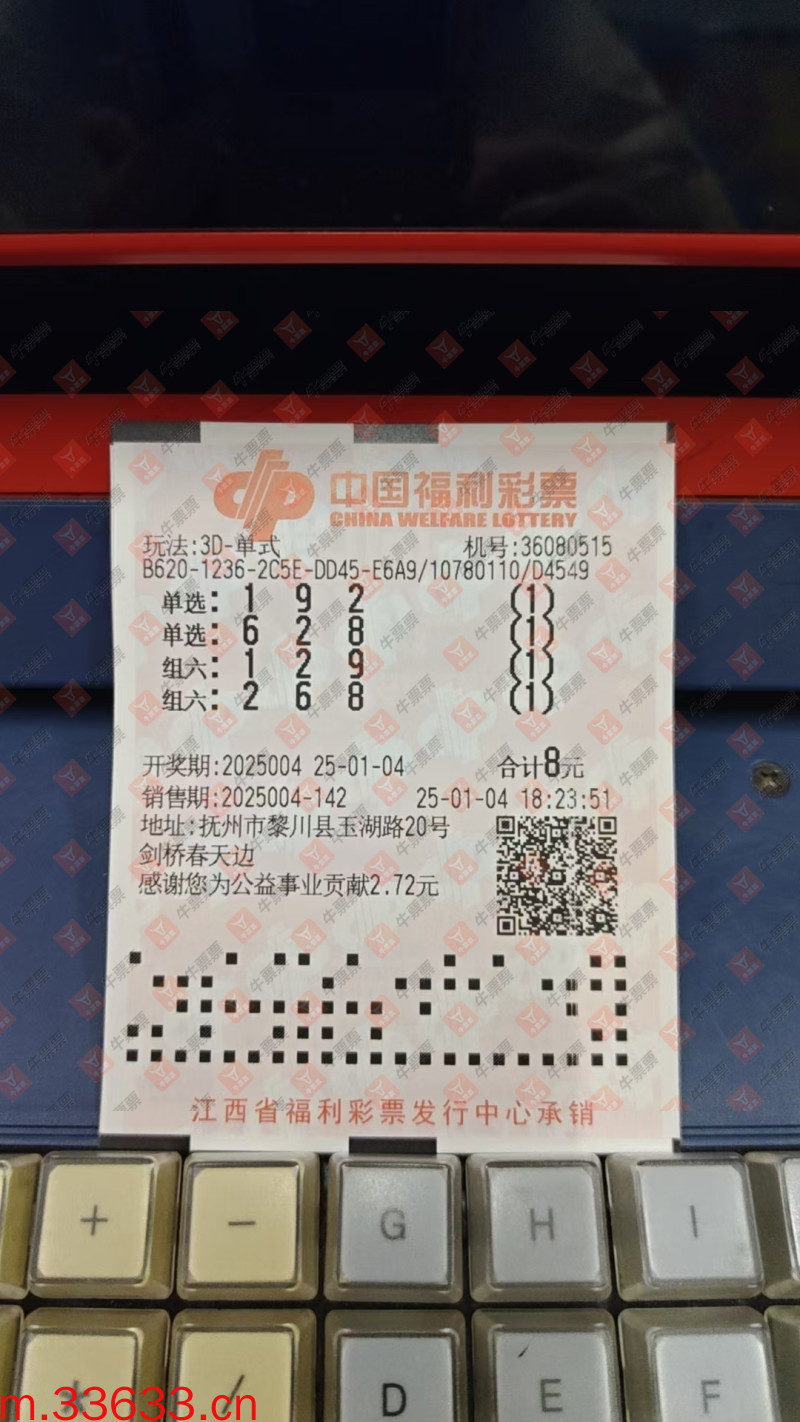 中国福利彩票
CHINA WELFARE LOTTERY
玩法:3D-单式 机号:36080515
B620-1236-2C5E-DD45-E6A9/10780110/D4549
单选: 1 9 2 (1)
单选: 6 2 8 (1)
组六: 1 2 9 (1)
组六: 2 6 8 (1)
开奖期:2025004 25-01-04 合计8元
销售期:2025004-142 25-01-04 18:23:51
地址:抚州市黎川县玉湖路20号
剑桥春天边
感谢您为公益事业贡献2.72元
江西省福利彩票发行中心承销
+ - G H I
* / D E F
m.33633.cn
牛票票